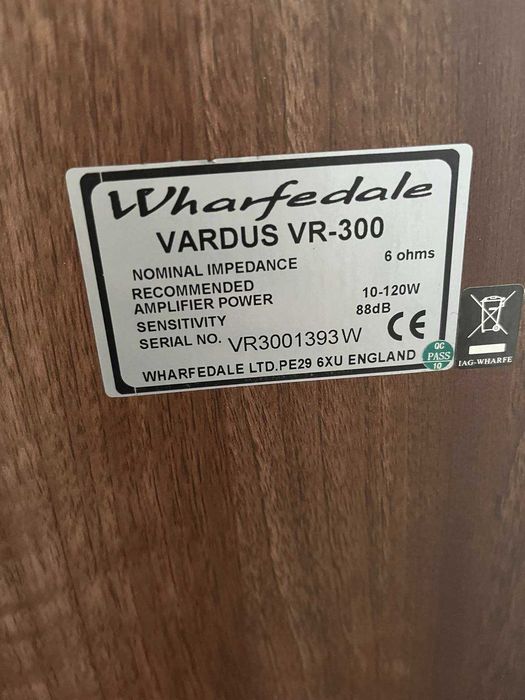 Wharfedale
VARDUS VR-300
NOMINAL IMPEDANCE 6 ohms
RECOMMENDED
AMPLIFIER POWER 10-120W
SENSITIVITY 88dB
SERIAL NO. VR3001393W CE
WHARFEDALE LTD.PE29 6XU ENGLAND
QC
PASS
10
IAG-WHARFE